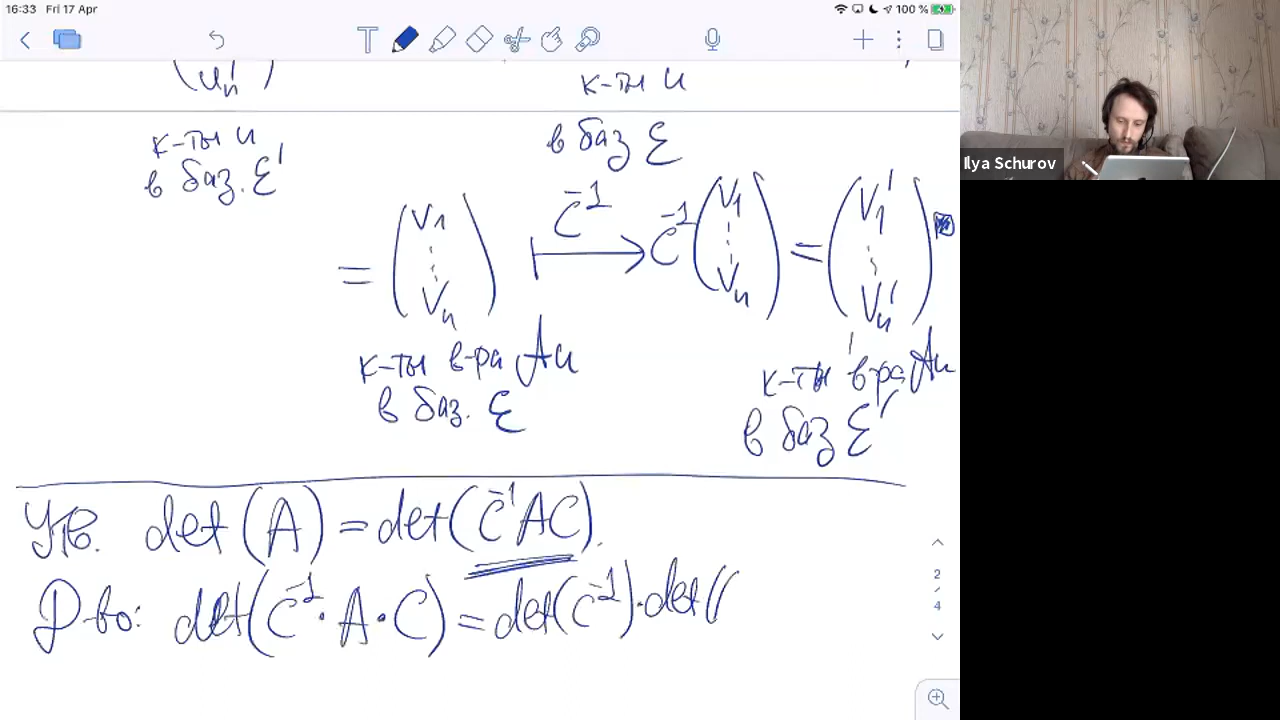 16:33 Fri 17 Apr
100 %
T
(u'n)
к-ты u
в баз. Ɛ'
к-ты u
в баз Ɛ
= (v1 ⋮ vn) ↦ C⁻¹ C⁻¹ (v1 ⋮ vn) = (v1' ⋮ vn')
к-ты в-ра Au
в баз. Ɛ
к-ты в-ра Au
в баз Ɛ'
Утв. det(A) = det(C⁻¹AC).
Д-во: det(C⁻¹·A·C) = det(C⁻¹)·det(
2
/
4
Ilya Schurov